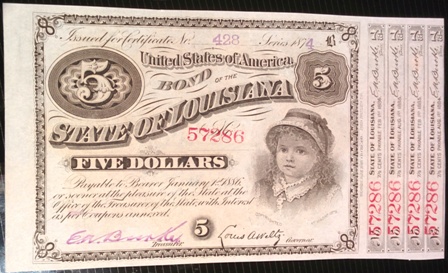 Issued for certificate No. 428 Series 1874
5
United States of America.
BOND OF THE
5
STATE OF LOUISIANA
57286
FIVE DOLLARS
Payable to Bearer January 1st 1886,
or sooner at the pleasure of the State at the
Office of the Treasury of the State with Interest
as per coupons annexed.
5
Treasurer
Louis A. Wiltz
Governor
STATE OF LOUISIANA,
57286
STATE OF LOUISIANA,
57286
STATE OF LOUISIANA,
57286
STATE OF LOUISIANA,
57286